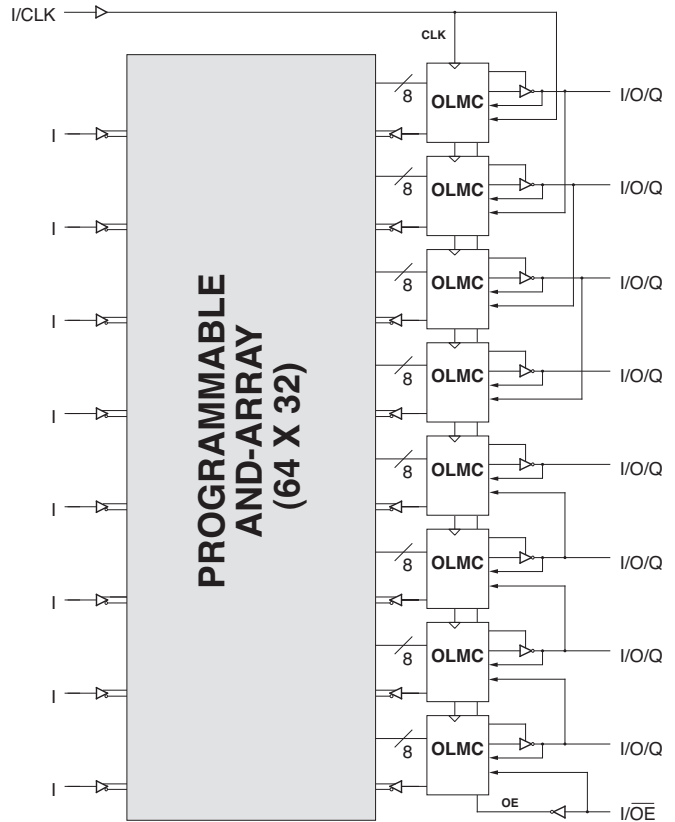 I/CLK
CLK
8
OLMC
I/O/Q
I
8
OLMC
I/O/Q
I
8
OLMC
I/O/Q
I
8
OLMC
I/O/Q
I
8
OLMC
I/O/Q
I
8
OLMC
I/O/Q
I
8
OLMC
I/O/Q
I
8
OLMC
I/O/Q
I
PROGRAMMABLE
AND-ARRAY
(64 X 32)
OE
I/O̅E̅